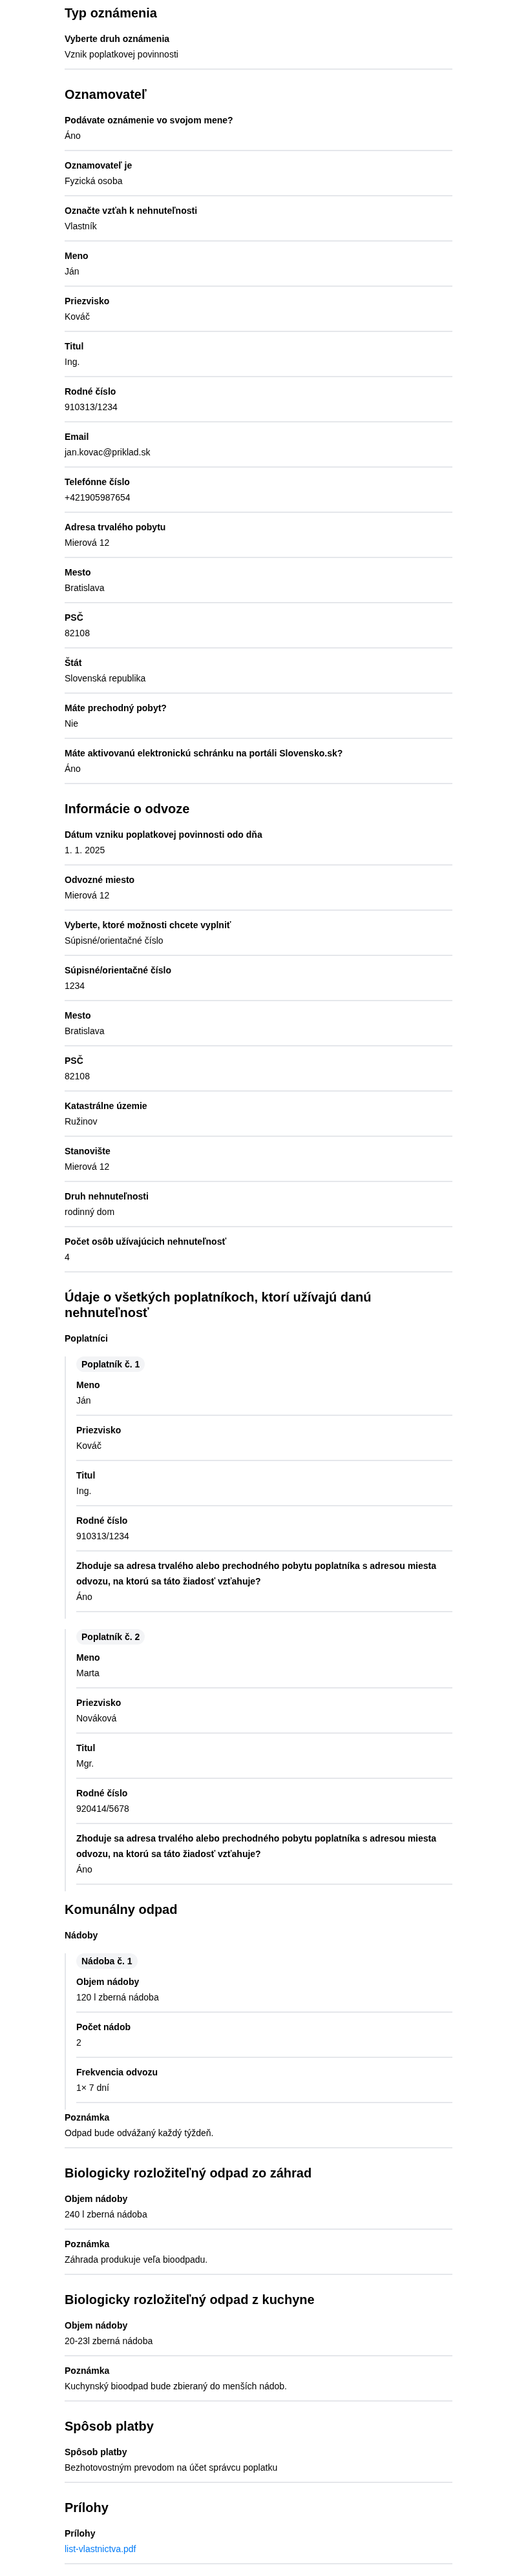 Typ oznámenia
Vyberte druh oznámenia
Vznik poplatkovej povinnosti
Oznamovateľ
Podávate oznámenie vo svojom mene?
Áno
Oznamovateľ je
Fyzická osoba
Označte vzťah k nehnuteľnosti
Vlastník
Meno
Ján
Priezvisko
Kováč
Titul
Ing.
Rodné číslo
910313/1234
Email
jan.kovac@priklad.sk
Telefónne číslo
+421905987654
Adresa trvalého pobytu
Mierová 12
Mesto
Bratislava
PSČ
82108
Štát
Slovenská republika
Máte prechodný pobyt?
Nie
Máte aktivovanú elektronickú schránku na portáli Slovensko.sk?
Áno
Informácie o odvoze
Dátum vzniku poplatkovej povinnosti odo dňa
1. 1. 2025
Odvozné miesto
Mierová 12
Vyberte, ktoré možnosti chcete vyplniť
Súpisné/orientačné číslo
Súpisné/orientačné číslo
1234
Mesto
Bratislava
PSČ
82108
Katastrálne územie
Ružinov
Stanovište
Mierová 12
Druh nehnuteľnosti
rodinný dom
Počet osôb užívajúcich nehnuteľnosť
4
Údaje o všetkých poplatníkoch, ktorí užívajú danú
nehnuteľnosť
Poplatníci
Poplatník č. 1
Meno
Ján
Priezvisko
Kováč
Titul
Ing.
Rodné číslo
910313/1234
Zhoduje sa adresa trvalého alebo prechodného pobytu poplatníka s adresou miesta
odvozu, na ktorú sa táto žiadosť vzťahuje?
Áno
Poplatník č. 2
Meno
Marta
Priezvisko
Nováková
Titul
Mgr.
Rodné číslo
920414/5678
Zhoduje sa adresa trvalého alebo prechodného pobytu poplatníka s adresou miesta
odvozu, na ktorú sa táto žiadosť vzťahuje?
Áno
Komunálny odpad
Nádoby
Nádoba č. 1
Objem nádoby
120 l zberná nádoba
Počet nádob
2
Frekvencia odvozu
1× 7 dní
Poznámka
Odpad bude odvážaný každý týždeň.
Biologicky rozložiteľný odpad zo záhrad
Objem nádoby
240 l zberná nádoba
Poznámka
Záhrada produkuje veľa bioodpadu.
Biologicky rozložiteľný odpad z kuchyne
Objem nádoby
20-23l zberná nádoba
Poznámka
Kuchynský bioodpad bude zbieraný do menších nádob.
Spôsob platby
Spôsob platby
Bezhotovostným prevodom na účet správcu poplatku
Prílohy
Prílohy
list-vlastnictva.pdf